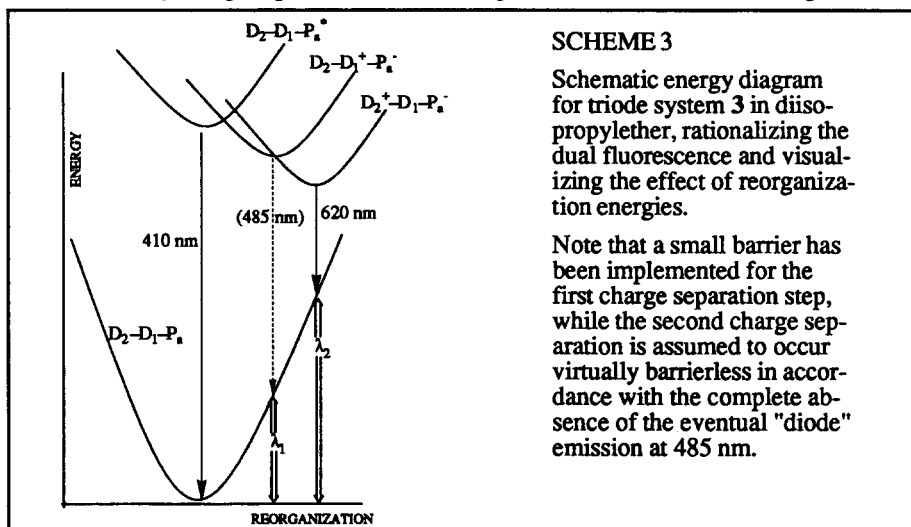 D₂–D₁–Pₐ*
D₂–D₁⁺–Pₐ⁻
D₂⁺–D₁–Pₐ⁻
ENERGY
410 nm
(485 nm)
620 nm
D₂–D₁–Pₐ
λ₁
λ₂
REORGANIZATION
SCHEME 3
Schematic energy diagram
for triode system 3 in diiso-
propylether, rationalizing the
dual fluorescence and visual-
izing the effect of reorganiza-
tion energies.
Note that a small barrier has
been implemented for the
first charge separation step,
while the second charge sep-
aration is assumed to occur
virtually barrierless in accor-
dance with the complete ab-
sence of the eventual "diode"
emission at 485 nm.